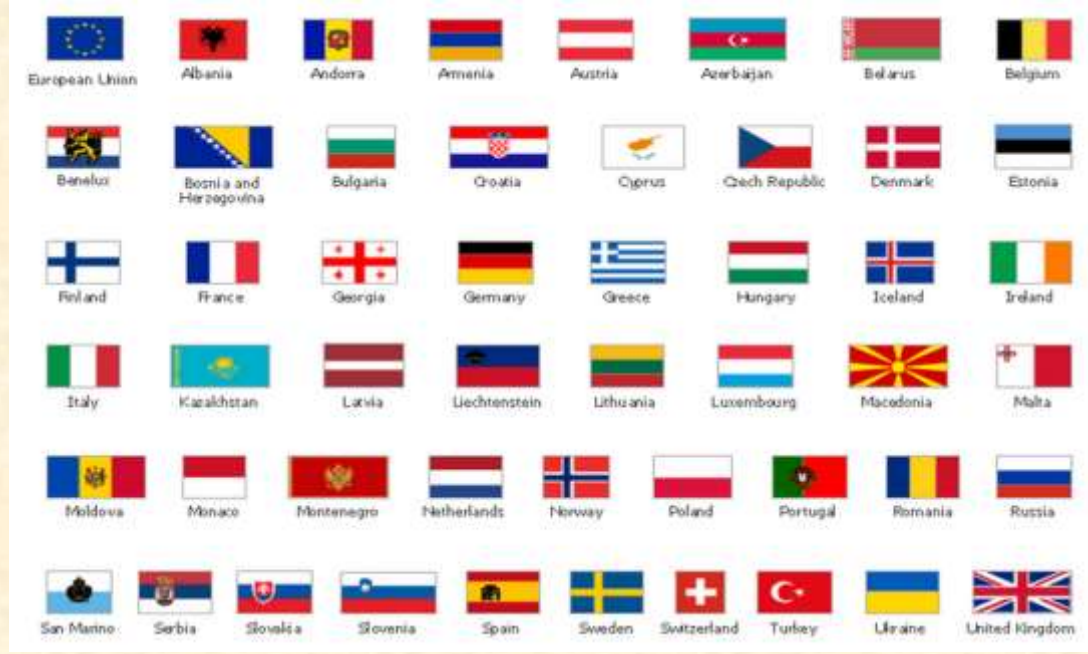 European Union Albania Andorra Armenia Austria Azerbaijan Belarus Belgium
Benelux Bosnia and Herzegovina Bulgaria Croatia Cyprus Czech Republic Denmark Estonia
Finland France Georgia Germany Greece Hungary Iceland Ireland
Italy Kazakhstan Latvia Liechtenstein Lithuania Luxembourg Macedonia Malta
Moldova Monaco Montenegro Netherlands Norway Poland Portugal Romania Russia
San Marino Serbia Slovakia Slovenia Spain Sweden Switzerland Turkey Ukraine United Kingdom